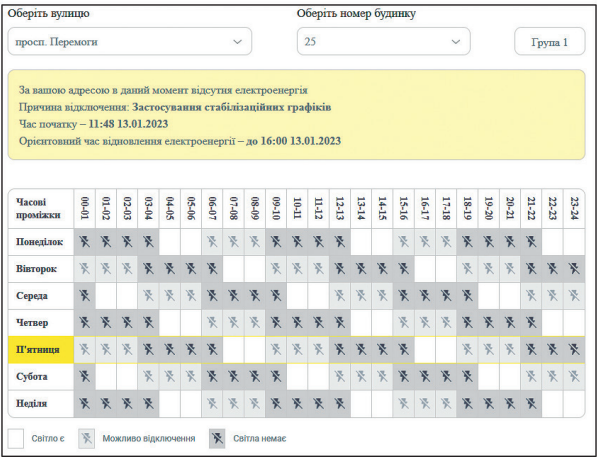 Оберіть вулицю
Оберіть номер будинку
просп. Перемоги
25
Група 1
За вашою адресою в даний момент відсутня електроенергія
Причина відключення: Застосування стабілізаційних графіків
Час початку – 11:48 13.01.2023
Орієнтовний час відновлення електроенергії – до 16:00 13.01.2023
Часові проміжки 00-01 01-02 02-03 03-04 04-05 05-06 06-07 07-08 08-09 09-10 10-11 11-12 12-13 13-14 14-15 15-16 16-17 17-18 18-19 19-20 20-21 21-22 22-23 23-24
Понеділок
Вівторок
Середа
Четвер
П’ятниця
Субота
Неділя
Світло є
Можливо відключення
Світла немає